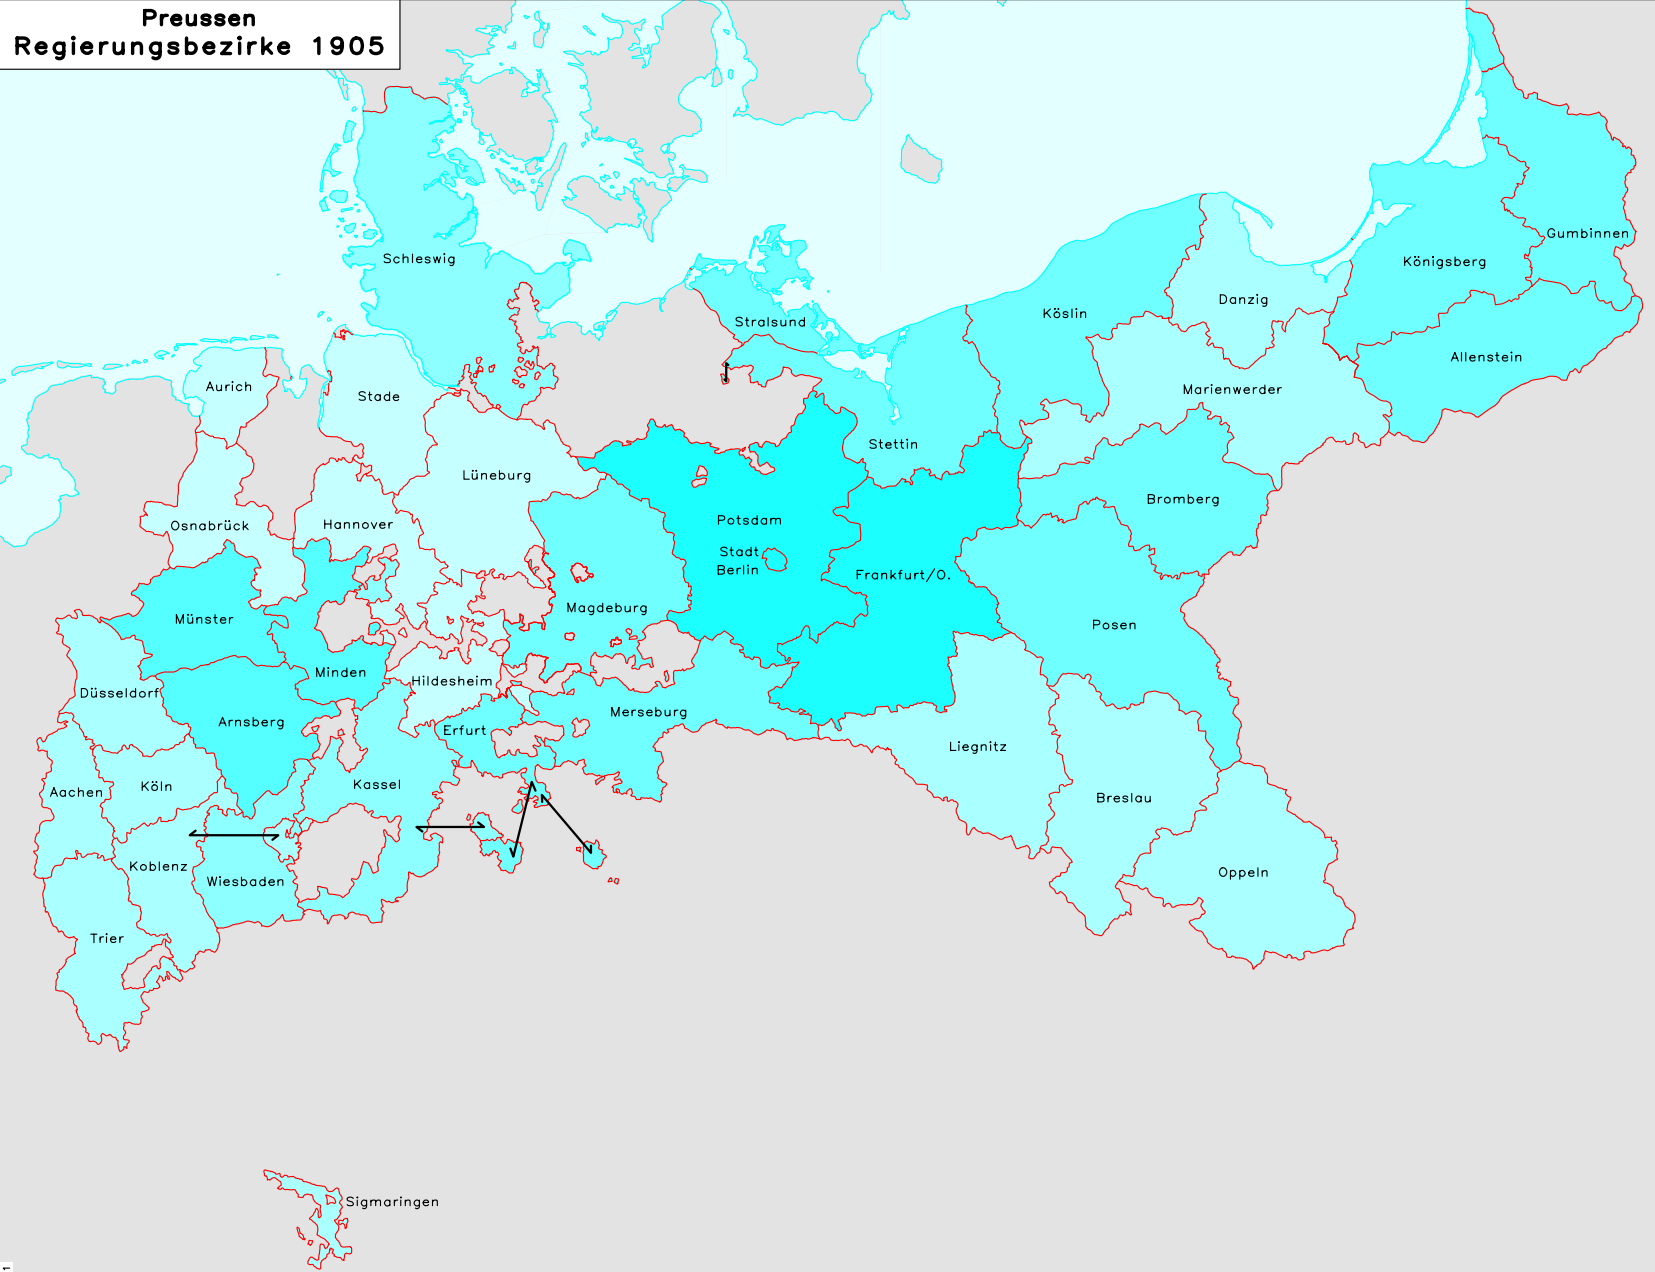 Preussen
Regierungsbezirke 1905
Schleswig
Gumbinnen
Königsberg
Danzig
Köslin
Stralsund
Allenstein
Aurich
Stade
Marienwerder
Stettin
Lüneburg
Bromberg
Osnabrück
Hannover
Potsdam
Stadt
Berlin
Frankfurt/O.
Magdeburg
Münster
Posen
Minden
Hildesheim
Düsseldorf
Arnsberg
Merseburg
Erfurt
Liegnitz
Kassel
Köln
Aachen
Breslau
Koblenz
Wiesbaden
Oppeln
Trier
Sigmaringen